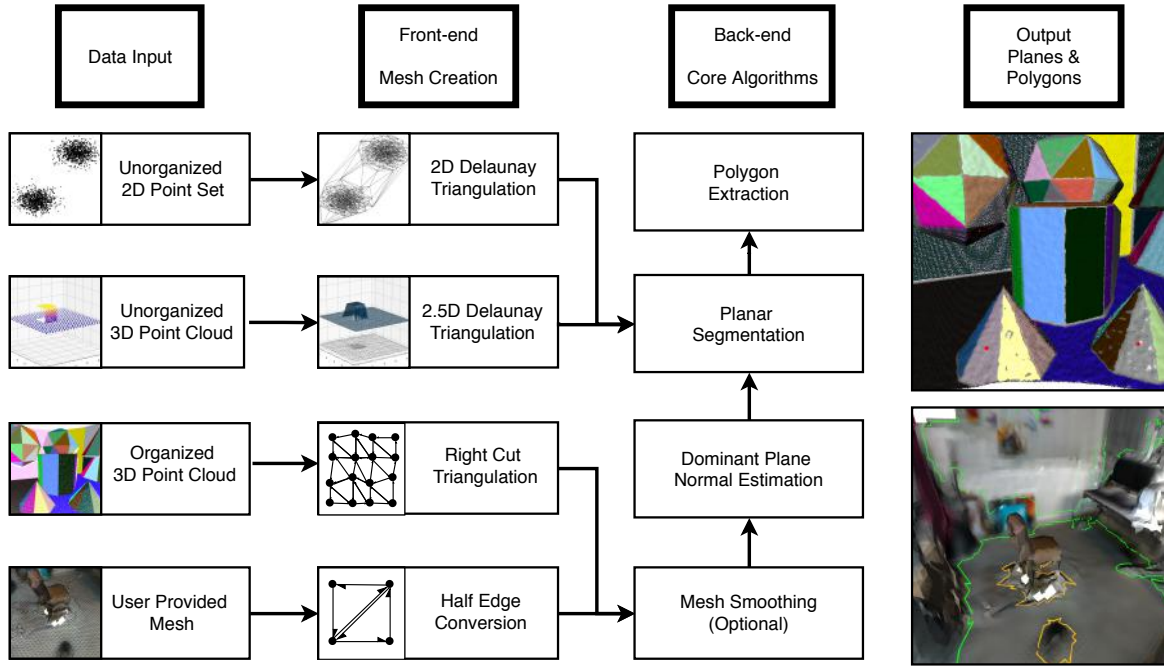 Data Input
Front-end
Mesh Creation
Back-end
Core Algorithms
Output
Planes &
Polygons
Unorganized
2D Point Set
2D Delaunay
Triangulation
Polygon
Extraction
Unorganized
3D Point Cloud
2.5D Delaunay
Triangulation
Planar
Segmentation
Organized
3D Point Cloud
Right Cut
Triangulation
Dominant Plane
Normal Estimation
User Provided
Mesh
Half Edge
Conversion
Mesh Smoothing
(Optional)